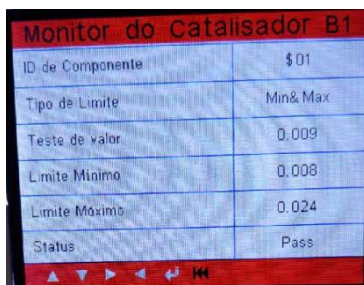 Monitor do Catalisador B1
ID de Componente $01
Tipo de Limite Min& Max
Teste de valor 0.009
Limite Minimo 0.008
Limite Móximo 0.024
Status Pass